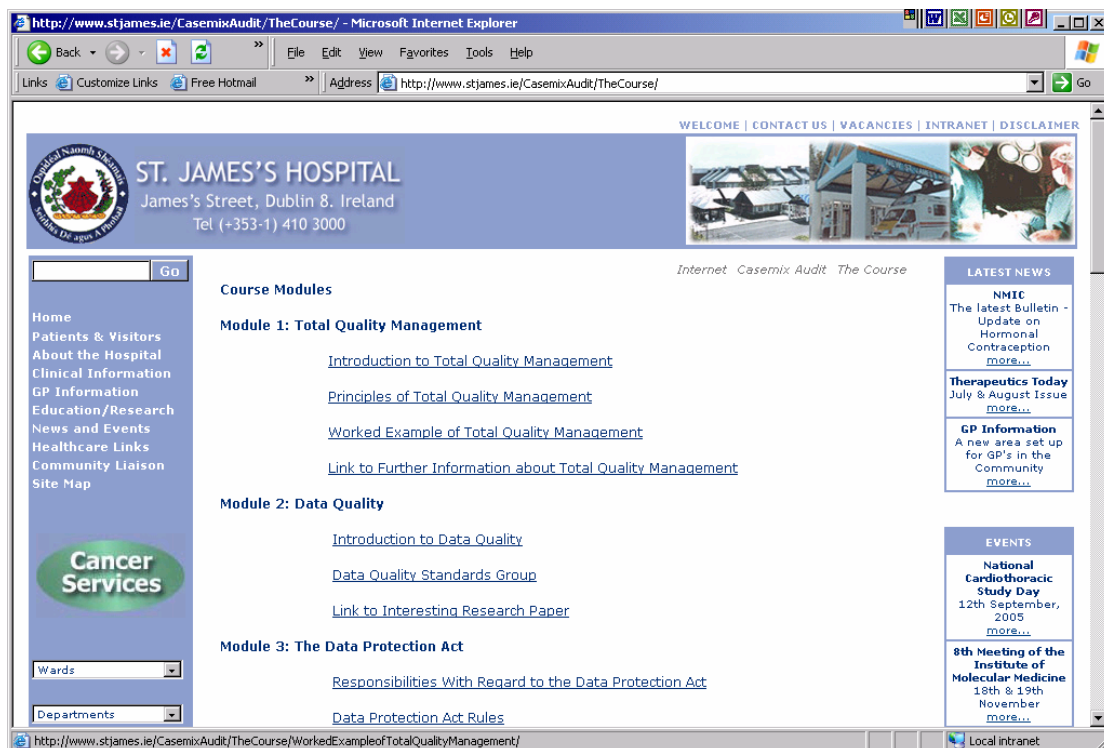 http://www.stjames.ie/CasemixAudit/TheCourse/ - Microsoft Internet Explorer
Back
»
File Edit View Favorites Tools Help
Links Customize Links Free Hotmail » Address http://www.stjames.ie/CasemixAudit/TheCourse/ Go
WELCOME | CONTACT US | VACANCIES | INTRANET | DISCLAIMER
Ospidéal Naomh Shéamais
Seirbhís Dé agus A Phobail
ST. JAMES'S HOSPITAL
James's Street, Dublin 8. Ireland
Tel (+353-1) 410 3000
Go
Home
Patients & Visitors
About the Hospital
Clinical Information
GP Information
Education/Research
News and Events
Healthcare Links
Community Liaison
Site Map
Cancer
Services
Wards
Departments
Internet Casemix Audit The Course
Course Modules
Module 1: Total Quality Management
Introduction to Total Quality Management
Principles of Total Quality Management
Worked Example of Total Quality Management
Link to Further Information about Total Quality Management
Module 2: Data Quality
Introduction to Data Quality
Data Quality Standards Group
Link to Interesting Research Paper
Module 3: The Data Protection Act
Responsibilities With Regard to the Data Protection Act
Data Protection Act Rules
LATEST NEWS
NMIC
The latest Bulletin -
Update on
Hormonal
Contraception
more...
Therapeutics Today
July & August Issue
more...
GP Information
A new area set up
for GP's in the
Community
more...
EVENTS
National
Cardiothoracic
Study Day
12th September,
2005
more...
8th Meeting of the
Institute of
Molecular Medicine
18th & 19th
November
more...
http://www.stjames.ie/CasemixAudit/TheCourse/WorkedExampleofTotalQualityManagement/
Local intranet